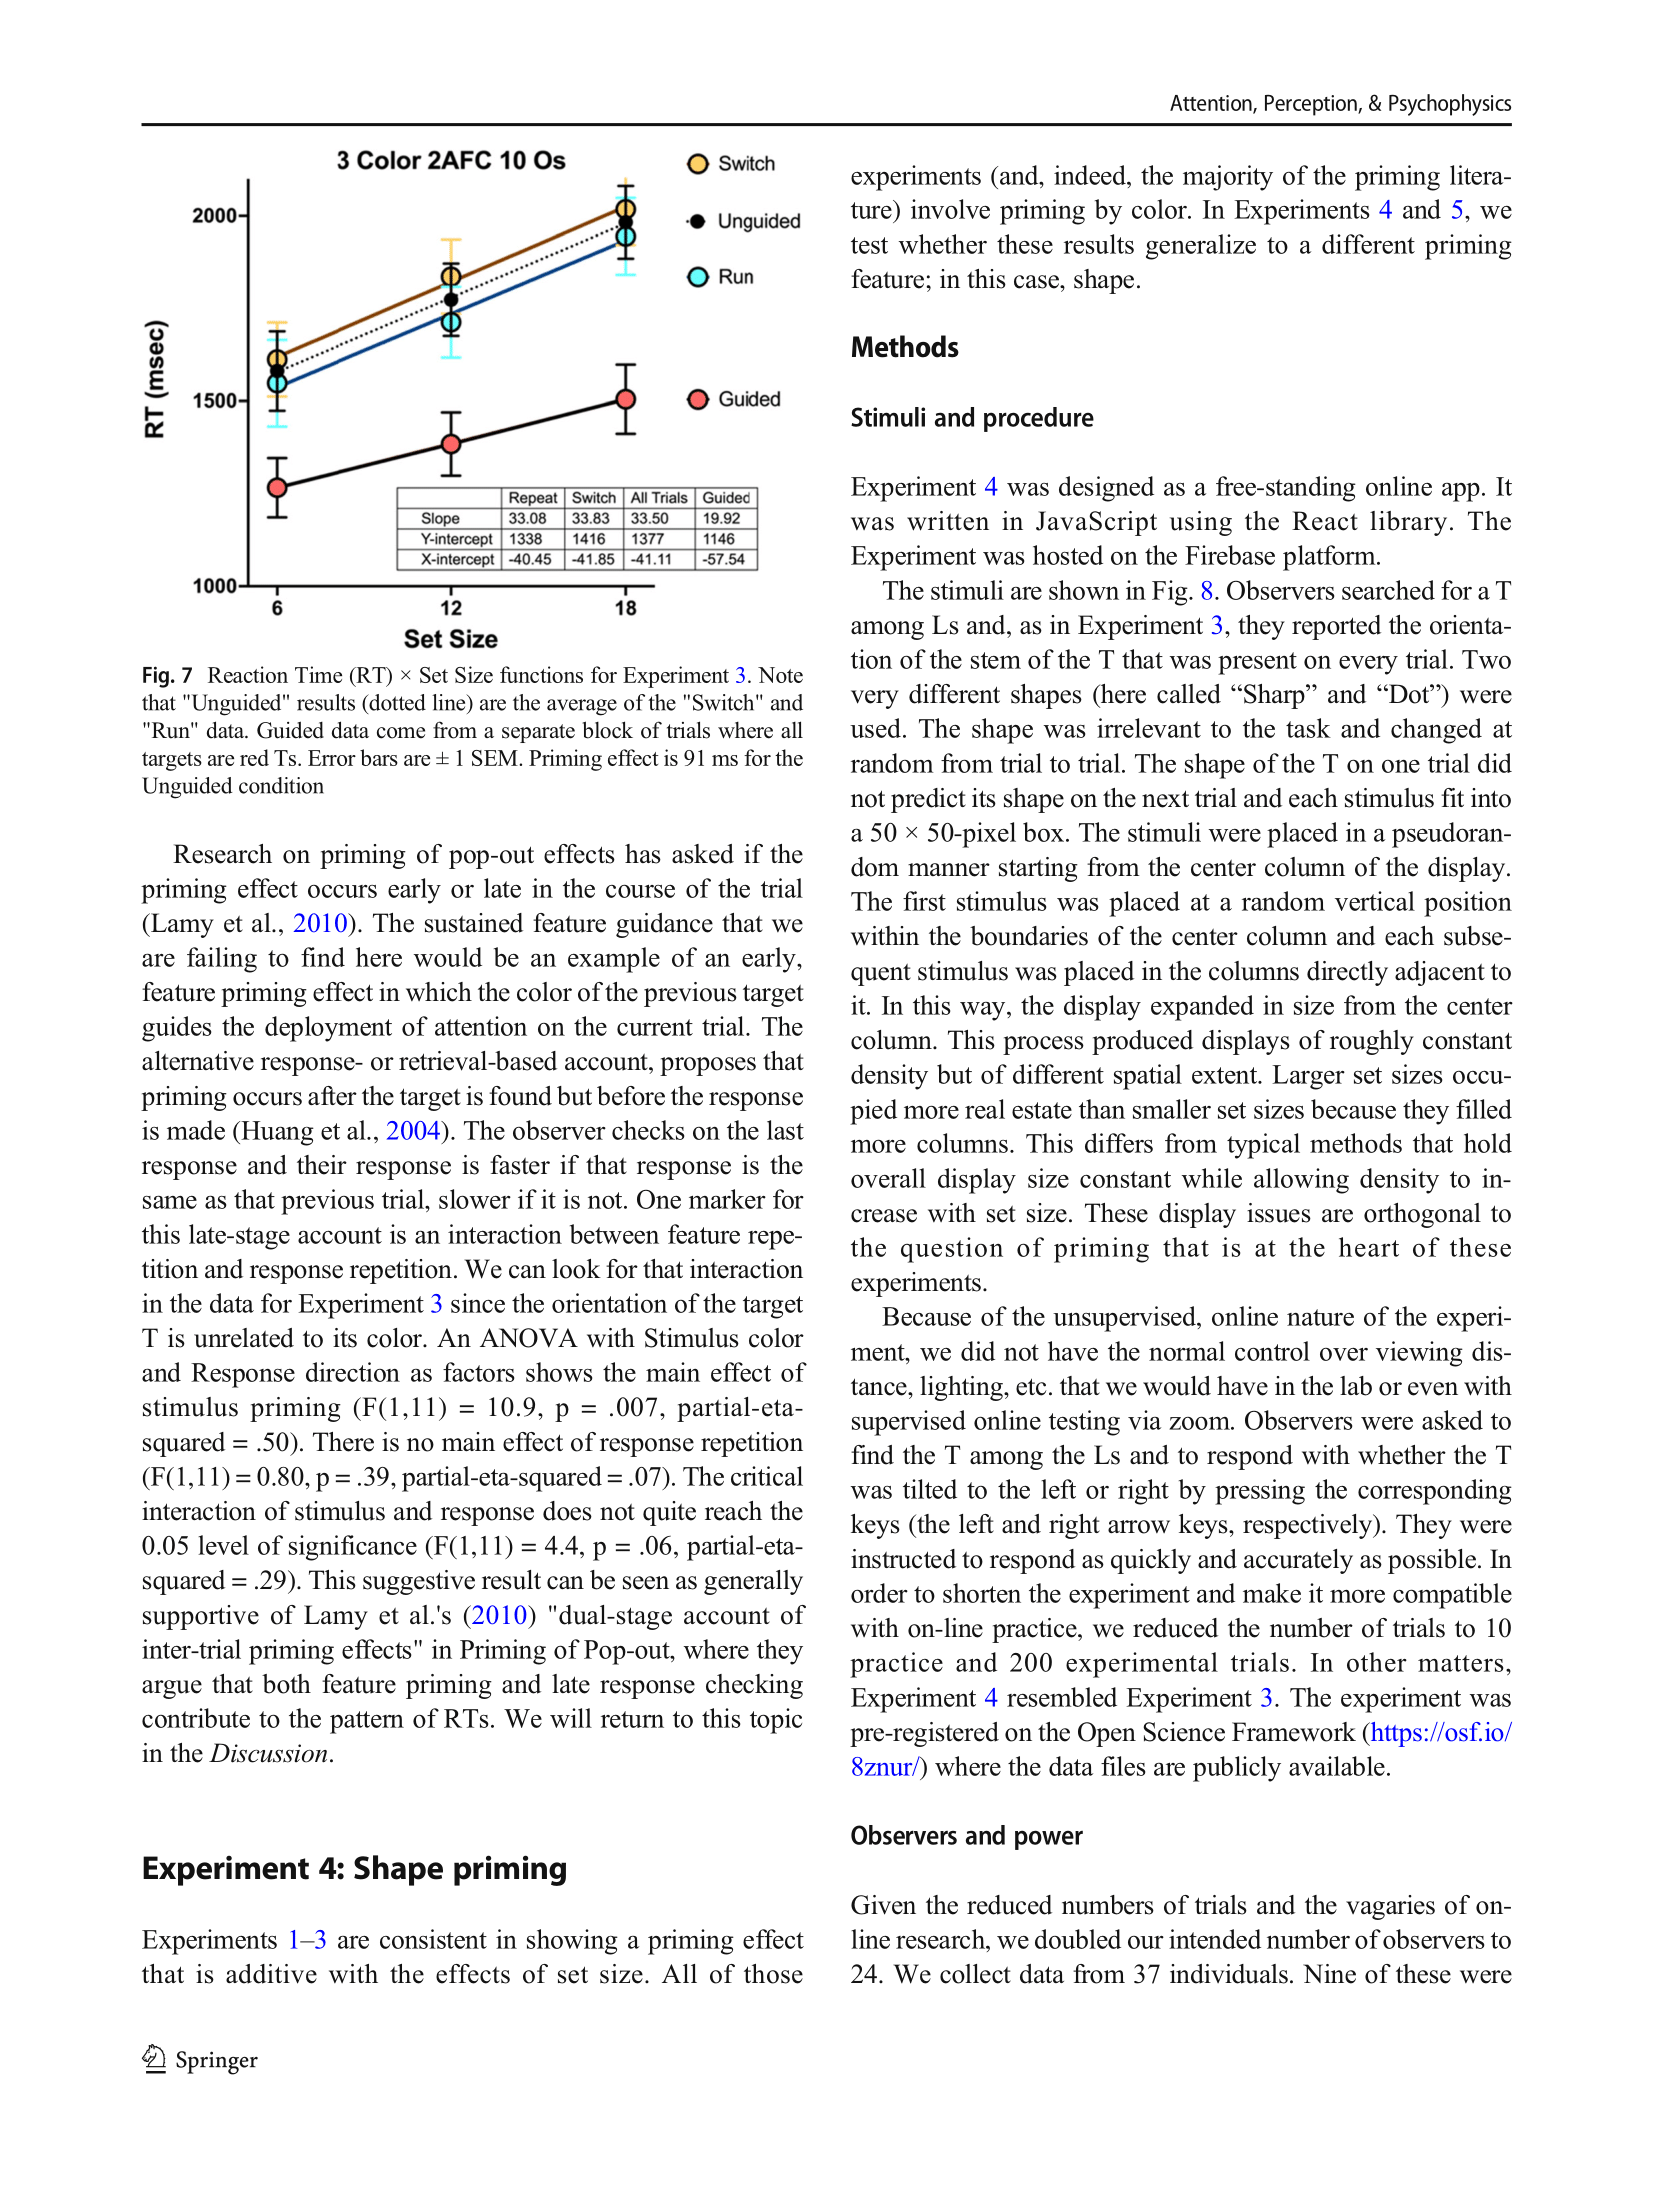 Attention, Perception, & Psychophysics
3 Color 2AFC 10 Os
Switch
Unguided
Run
Guided
RT (msec)
2000
1500
1000
Repeat Switch All Trials Guided
Slope 33.08 33.83 33.50 19.92
Y-intercept 1338 1416 1377 1146
X-intercept -40.45 -41.85 -41.11 -57.54
6 12 18
Set Size
Fig. 7 Reaction Time (RT) × Set Size functions for Experiment 3. Note
that "Unguided" results (dotted line) are the average of the "Switch" and
"Run" data. Guided data come from a separate block of trials where all
targets are red Ts. Error bars are ± 1 SEM. Priming effect is 91 ms for the
Unguided condition
Research on priming of pop-out effects has asked if the
priming effect occurs early or late in the course of the trial
(Lamy et al., 2010). The sustained feature guidance that we
are failing to find here would be an example of an early,
feature priming effect in which the color of the previous target
guides the deployment of attention on the current trial. The
alternative response- or retrieval-based account, proposes that
priming occurs after the target is found but before the response
is made (Huang et al., 2004). The observer checks on the last
response and their response is faster if that response is the
same as that previous trial, slower if it is not. One marker for
this late-stage account is an interaction between feature repe-
tition and response repetition. We can look for that interaction
in the data for Experiment 3 since the orientation of the target
T is unrelated to its color. An ANOVA with Stimulus color
and Response direction as factors shows the main effect of
stimulus priming (F(1,11) = 10.9, p = .007, partial-eta-
squared = .50). There is no main effect of response repetition
(F(1,11) = 0.80, p = .39, partial-eta-squared = .07). The critical
interaction of stimulus and response does not quite reach the
0.05 level of significance (F(1,11) = 4.4, p = .06, partial-eta-
squared = .29). This suggestive result can be seen as generally
supportive of Lamy et al.'s (2010) "dual-stage account of
inter-trial priming effects" in Priming of Pop-out, where they
argue that both feature priming and late response checking
contribute to the pattern of RTs. We will return to this topic
in the Discussion.
Experiment 4: Shape priming
Experiments 1–3 are consistent in showing a priming effect
that is additive with the effects of set size. All of those
experiments (and, indeed, the majority of the priming litera-
ture) involve priming by color. In Experiments 4 and 5, we
test whether these results generalize to a different priming
feature; in this case, shape.
Methods
Stimuli and procedure
Experiment 4 was designed as a free-standing online app. It
was written in JavaScript using the React library. The
Experiment was hosted on the Firebase platform.
The stimuli are shown in Fig. 8. Observers searched for a T
among Ls and, as in Experiment 3, they reported the orienta-
tion of the stem of the T that was present on every trial. Two
very different shapes (here called “Sharp” and “Dot”) were
used. The shape was irrelevant to the task and changed at
random from trial to trial. The shape of the T on one trial did
not predict its shape on the next trial and each stimulus fit into
a 50 × 50-pixel box. The stimuli were placed in a pseudoran-
dom manner starting from the center column of the display.
The first stimulus was placed at a random vertical position
within the boundaries of the center column and each subse-
quent stimulus was placed in the columns directly adjacent to
it. In this way, the display expanded in size from the center
column. This process produced displays of roughly constant
density but of different spatial extent. Larger set sizes occu-
pied more real estate than smaller set sizes because they filled
more columns. This differs from typical methods that hold
overall display size constant while allowing density to in-
crease with set size. These display issues are orthogonal to
the question of priming that is at the heart of these
experiments.
Because of the unsupervised, online nature of the experi-
ment, we did not have the normal control over viewing dis-
tance, lighting, etc. that we would have in the lab or even with
supervised online testing via zoom. Observers were asked to
find the T among the Ls and to respond with whether the T
was tilted to the left or right by pressing the corresponding
keys (the left and right arrow keys, respectively). They were
instructed to respond as quickly and accurately as possible. In
order to shorten the experiment and make it more compatible
with on-line practice, we reduced the number of trials to 10
practice and 200 experimental trials. In other matters,
Experiment 4 resembled Experiment 3. The experiment was
pre-registered on the Open Science Framework (https://osf.io/
8znur/) where the data files are publicly available.
Observers and power
Given the reduced numbers of trials and the vagaries of on-
line research, we doubled our intended number of observers to
24. We collect data from 37 individuals. Nine of these were
Springer